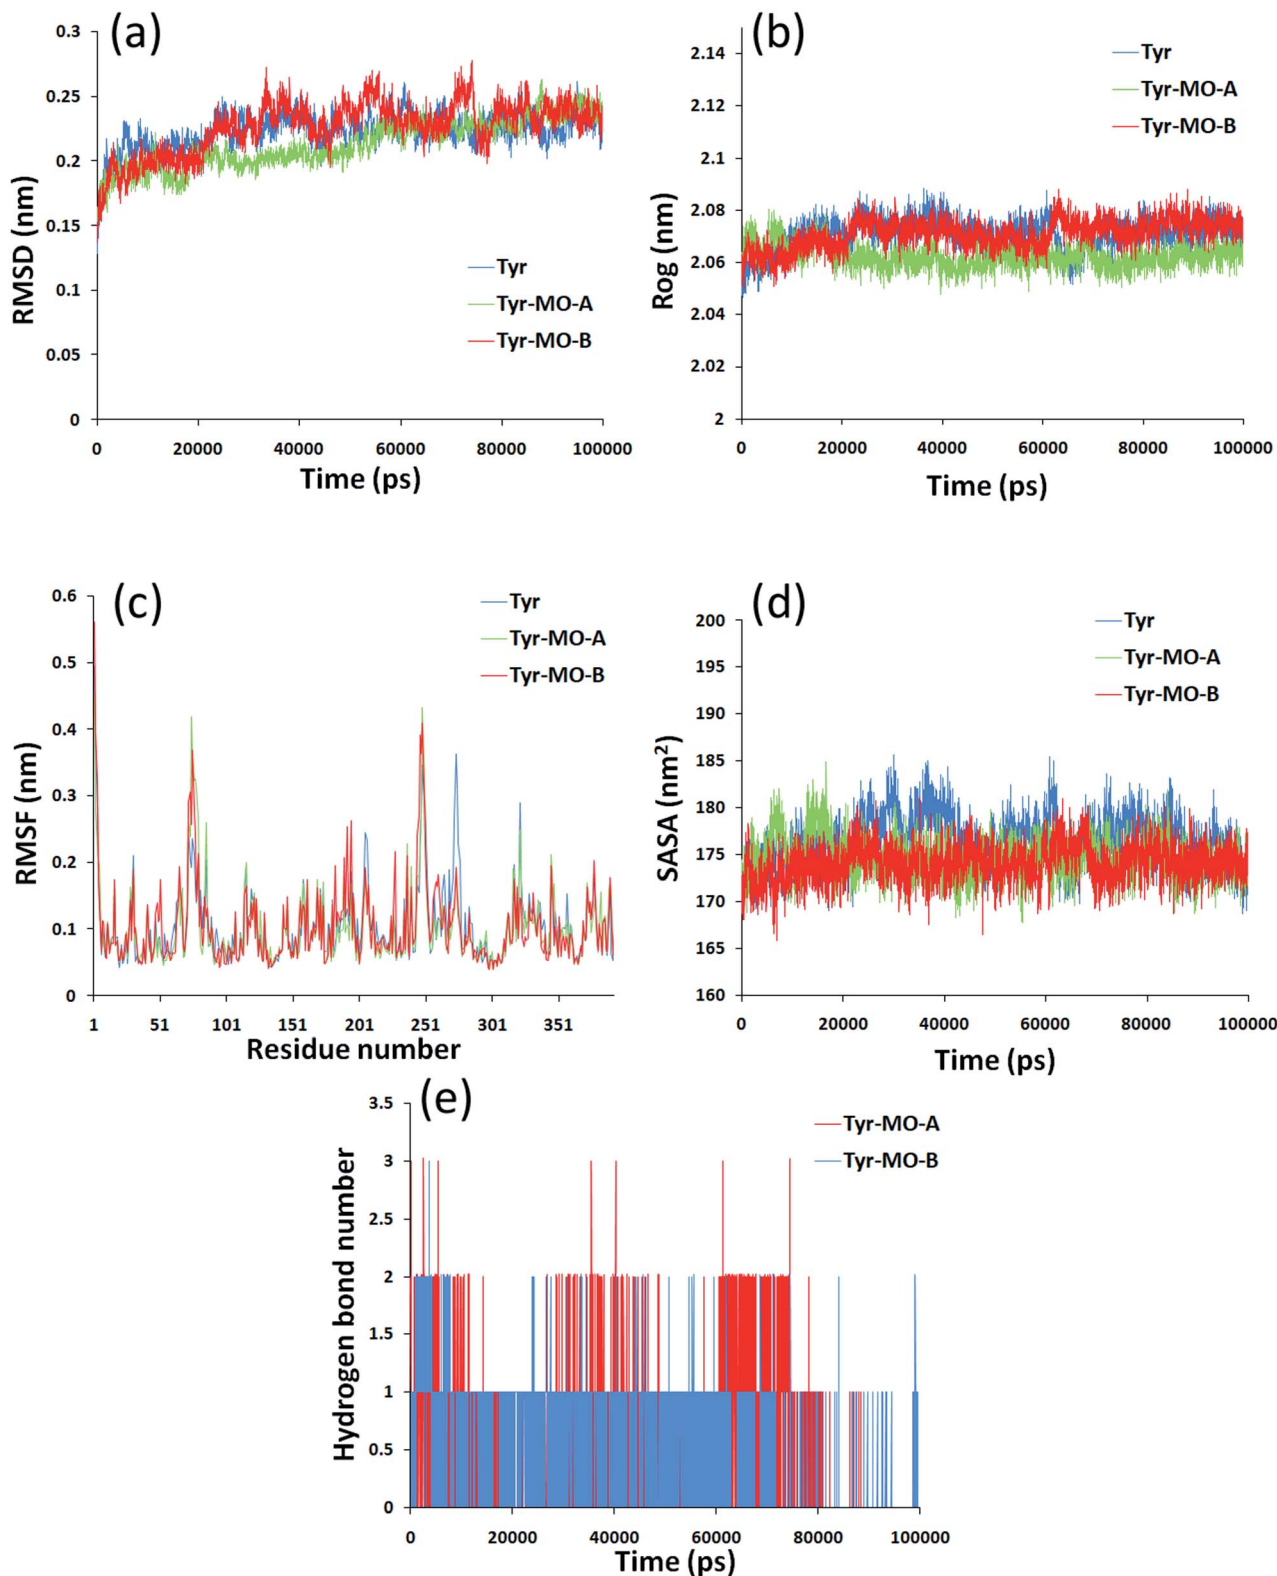 (a)
0.3
0.25
0.2
0.15
0.1
0.05
0
RMSD (nm)
Tyr
Tyr-MO-A
Tyr-MO-B
0 20000 40000 60000 80000 100000
Time (ps)
(b)
2.14
2.12
2.1
2.08
2.06
2.04
2.02
2
Rog (nm)
Tyr
Tyr-MO-A
Tyr-MO-B
0 20000 40000 60000 80000 100000
Time (ps)
(c)
0.6
0.5
0.4
0.3
0.2
0.1
0
RMSF (nm)
Tyr
Tyr-MO-A
Tyr-MO-B
1 51 101 151 201 251 301 351
Residue number
(d)
200
195
190
185
180
175
170
165
160
SASA (nm²)
Tyr
Tyr-MO-A
Tyr-MO-B
0 20000 40000 60000 80000 100000
Time (ps)
(e)
3.5
3
2.5
2
1.5
1
0.5
0
Hydrogen bond number
Tyr-MO-A
Tyr-MO-B
0 20000 40000 60000 80000 100000
Time (ps)